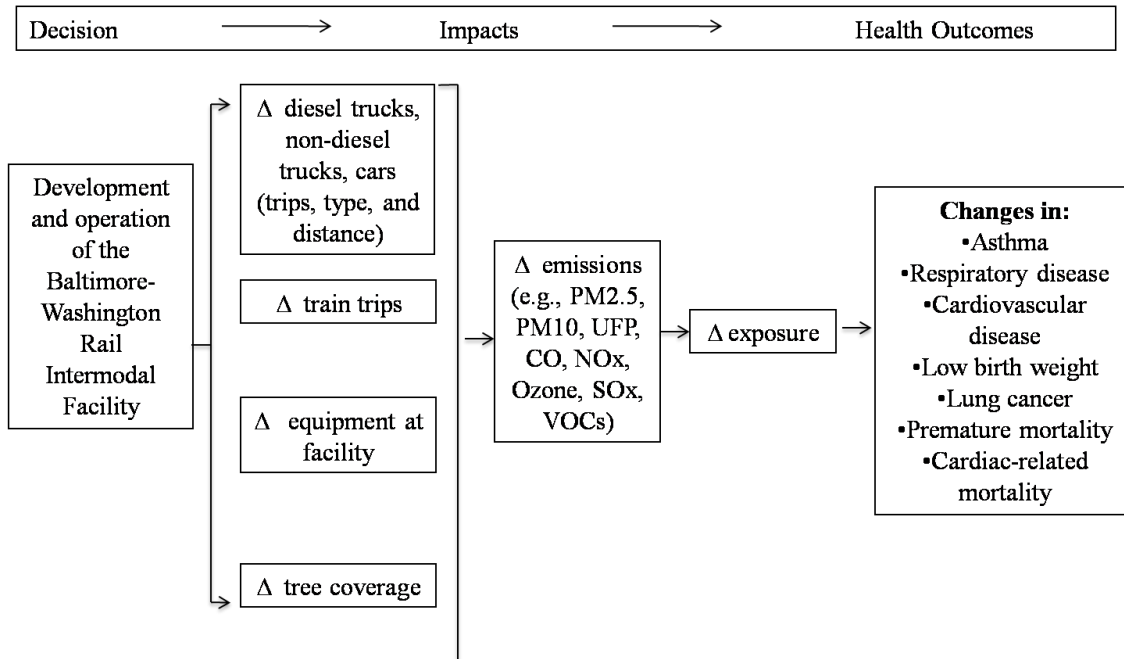 Decision Impacts Health Outcomes
Development
and operation
of the
Baltimore-
Washington
Rail
Intermodal
Facility
Δ diesel trucks,
non-diesel
trucks, cars
(trips, type, and
distance)
Δ train trips
Δ equipment at
facility
Δ tree coverage
Δ emissions
(e.g., PM2.5,
PM10, UFP,
CO, NOx,
Ozone, SOx,
VOCs)
Δ exposure
Changes in:
▪Asthma
▪Respiratory disease
▪Cardiovascular
disease
▪Low birth weight
▪Lung cancer
▪Premature mortality
▪Cardiac-related
mortality